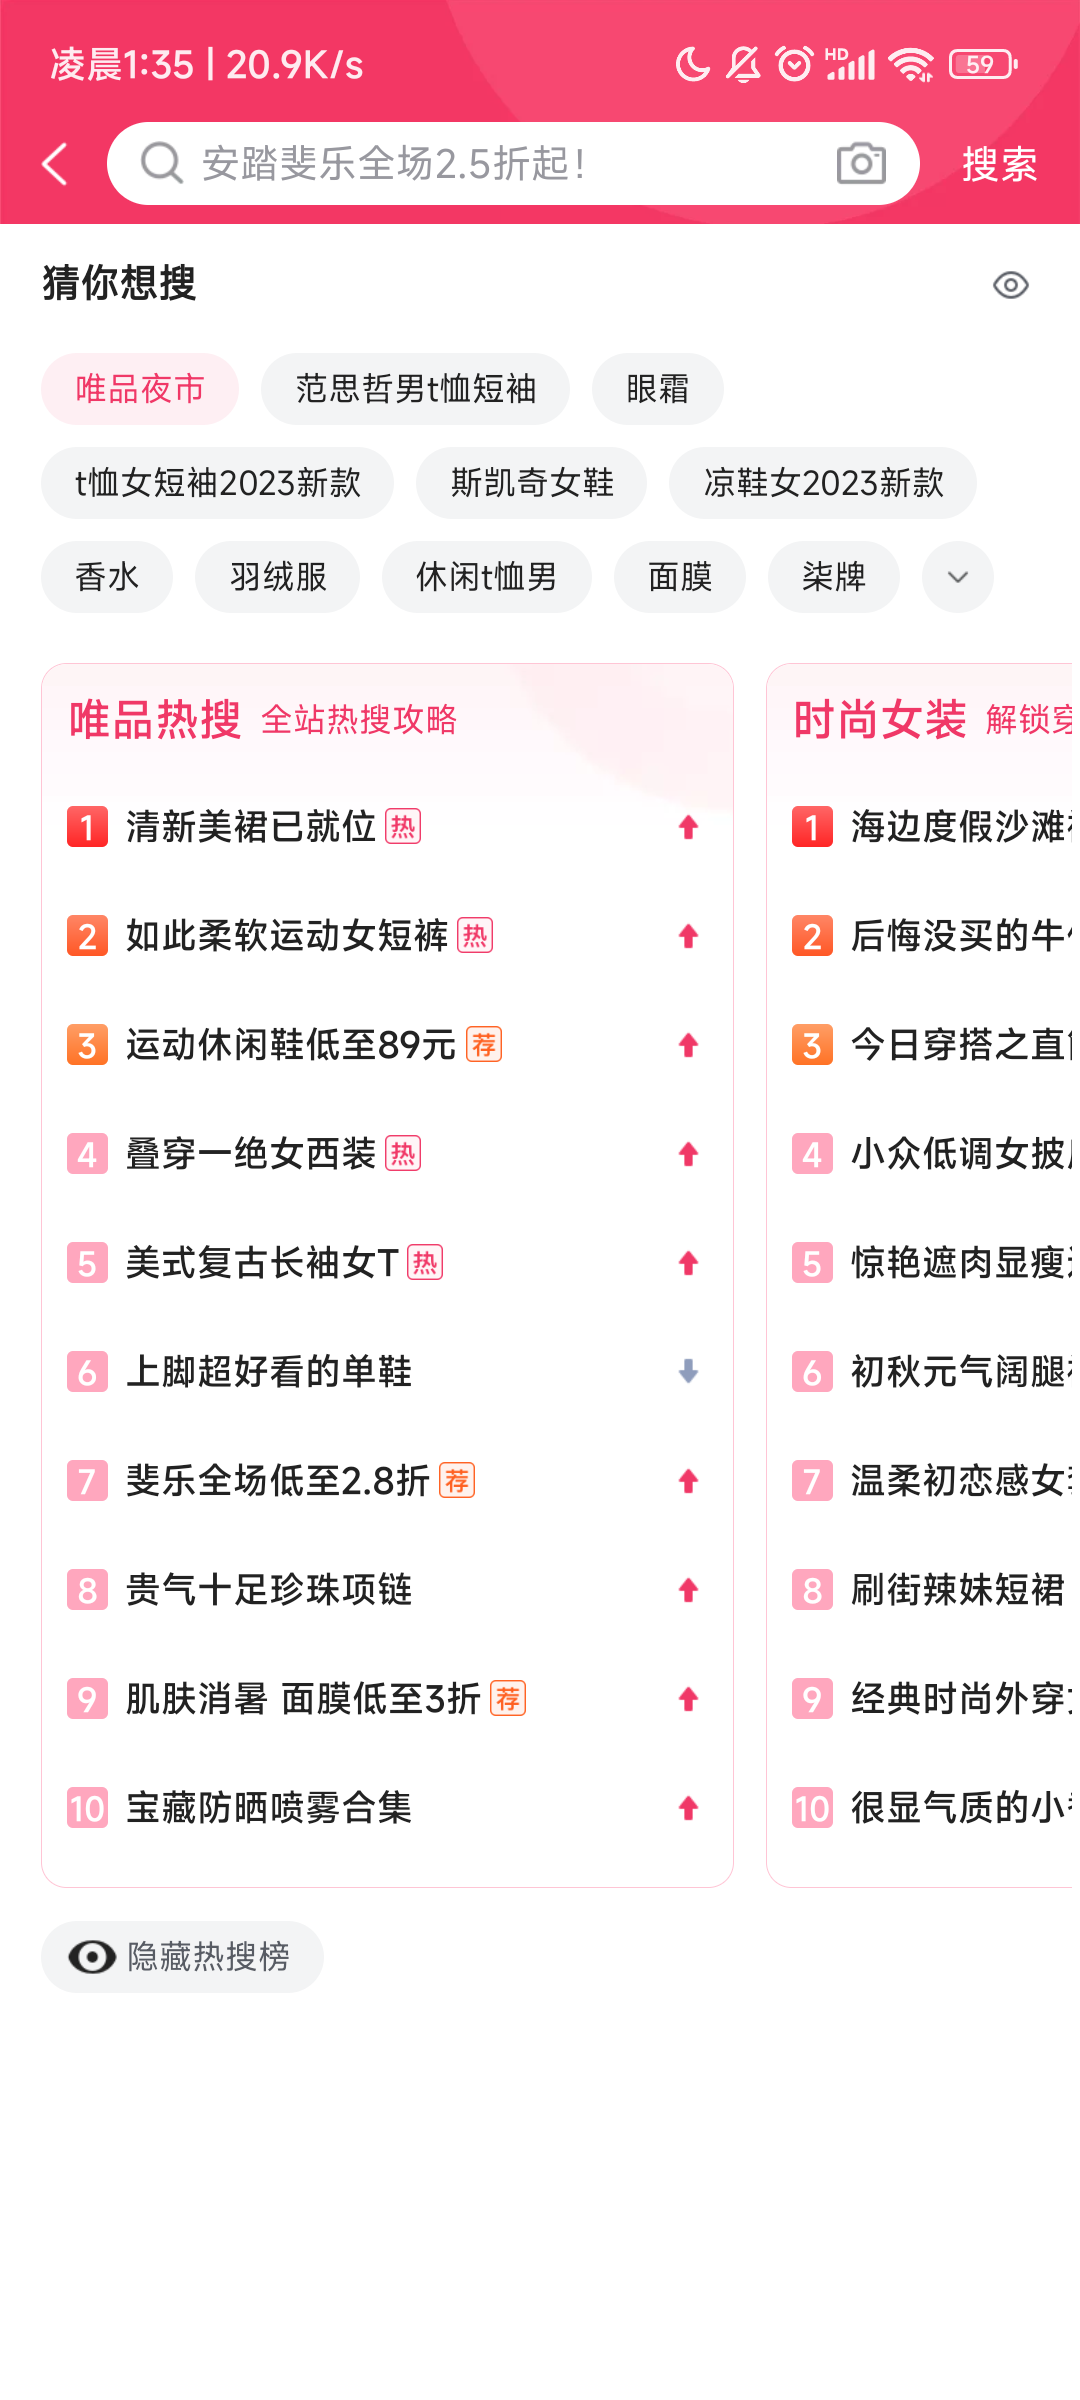 凌晨1:35 | 20.9K/s
HD
59
安踏斐乐全场2.5折起！
搜索
猜你想搜
唯品夜市
范思哲男t恤短袖
眼霜
t恤女短袖2023新款
斯凯奇女鞋
凉鞋女2023新款
香水
羽绒服
休闲t恤男
面膜
柒牌
唯品热搜 全站热搜攻略
1 清新美裙已就位 热
2 如此柔软运动女短裤 热
3 运动休闲鞋低至89元 荐
4 叠穿一绝女西装 热
5 美式复古长袖女T 热
6 上脚超好看的单鞋
7 斐乐全场低至2.8折 荐
8 贵气十足珍珠项链
9 肌肤消暑 面膜低至3折 荐
10 宝藏防晒喷雾合集
时尚女装 解锁穿
1 海边度假沙滩
2 后悔没买的牛
3 今日穿搭之直
4 小众低调女披
5 惊艳遮肉显瘦
6 初秋元气阔腿
7 温柔初恋感女
8 刷街辣妹短裙
9 经典时尚外穿
10 很显气质的小
隐藏热搜榜